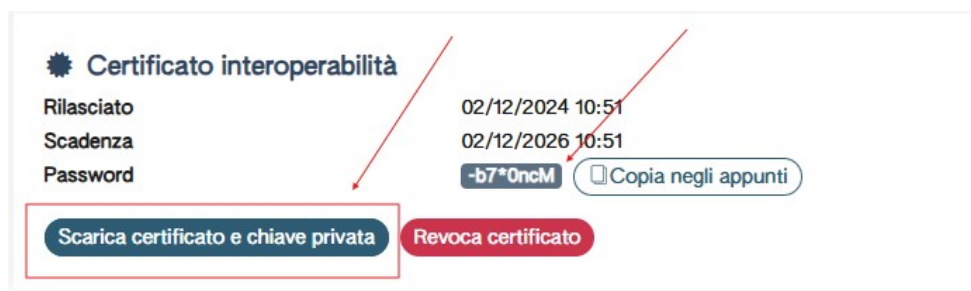 Certificato interoperabilità
Rilasciato 02/12/2024 10:51
Scadenza 02/12/2026 10:51
Password -b7*0ncM Copia negli appunti
Scarica certificato e chiave privata Revoca certificato